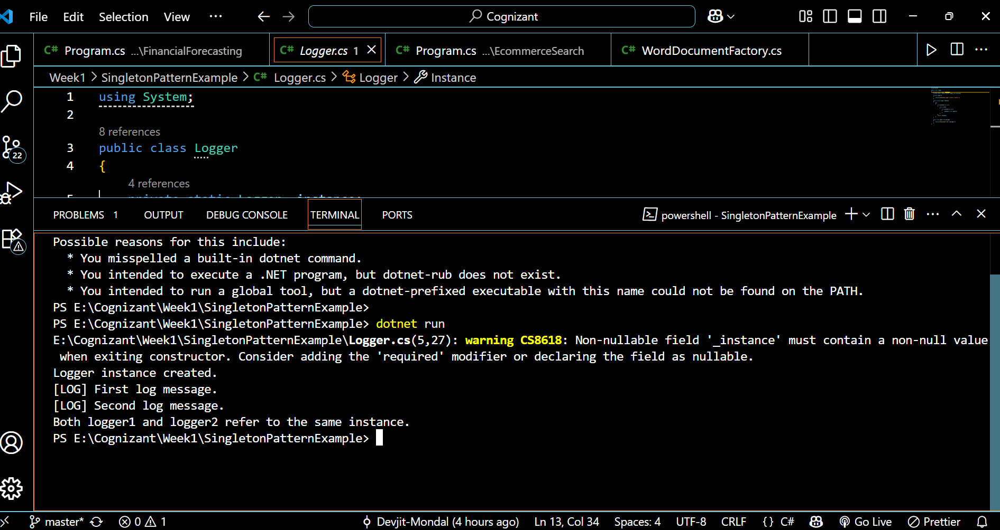 File Edit Selection View ··· Cognizant
C# Program.cs ...\FinancialForecasting C# Logger.cs 1 C# Program.cs ...\EcommerceSearch C# WordDocumentFactory.cs
Week1 > SingletonPatternExample > C# Logger.cs > Logger > Instance
1 using System;
2
8 references
3 public class Logger
4 {
4 references
5 private static Logger _instance;
PROBLEMS 1 OUTPUT DEBUG CONSOLE TERMINAL PORTS powershell - SingletonPatternExample
Possible reasons for this include:
* You misspelled a built-in dotnet command.
* You intended to execute a .NET program, but dotnet-rub does not exist.
* You intended to run a global tool, but a dotnet-prefixed executable with this name could not be found on the PATH.
PS E:\Cognizant\Week1\SingletonPatternExample>
PS E:\Cognizant\Week1\SingletonPatternExample> dotnet run
E:\Cognizant\Week1\SingletonPatternExample\Logger.cs(5,27): warning CS8618: Non-nullable field '_instance' must contain a non-null value
when exiting constructor. Consider adding the 'required' modifier or declaring the field as nullable.
Logger instance created.
[LOG] First log message.
[LOG] Second log message.
Both logger1 and logger2 refer to the same instance.
PS E:\Cognizant\Week1\SingletonPatternExample>
22
master* 0 1 Devjit-Mondal (4 hours ago) Ln 13, Col 34 Spaces: 4 UTF-8 CRLF {} C# Go Live Prettier